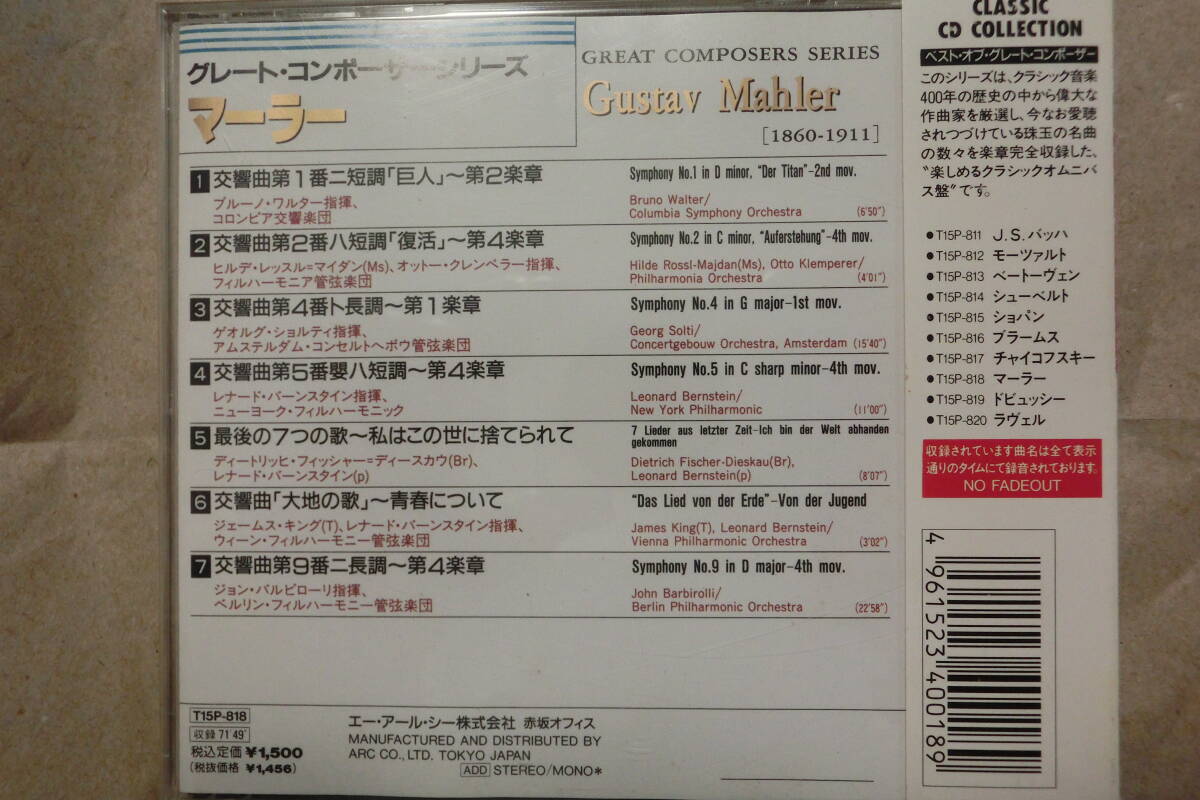 グレート・コンポーザーシリーズ
マーラー
GREAT COMPOSERS SERIES
Gustav Mahler
[1860-1911]
1 交響曲第1番ニ短調「巨人」〜第2楽章
ブルーノ・ワルター指揮、
コロンビア交響楽団
Symphony No.1 in D minor, "Der Titan"-2nd mov.
Bruno Walter/
Columbia Symphony Orchestra (6'50")
2 交響曲第2番ハ短調「復活」〜第4楽章
ヒルデ・レッスル=マイダン(Ms)、オットー・クレンペラー指揮、
フィルハーモニア管弦楽団
Symphony No.2 in C minor, "Auferstehung"-4th mov.
Hilde Rossl-Majdan(Ms), Otto Klemperer/
Philharmonia Orchestra (4'01")
3 交響曲第4番ト長調〜第1楽章
ゲオルグ・ショルティ指揮、
アムステルダム・コンセルトヘボウ管弦楽団
Symphony No.4 in G major-1st mov.
Georg Solti/
Concertgebouw Orchestra, Amsterdam (15'40")
4 交響曲第5番嬰ハ短調〜第4楽章
レナード・バーンスタイン指揮、
ニューヨーク・フィルハーモニック
Symphony No.5 in C sharp minor-4th mov.
Leonard Bernstein/
New York Philharmonic (11'00")
5 最後の7つの歌〜私はこの世に捨てられて
ディートリッヒ・フィッシャー=ディースカウ(Br)、
レナード・バーンスタイン(p)
7 Lieder aus letzter Zeit-Ich bin der Welt abhanden
gekommen
Dietrich Fischer-Dieskau(Br),
Leonard Bernstein(p) (8'07")
6 交響曲「大地の歌」〜青春について
ジェームス・キング(T)、レナード・バーンスタイン指揮、
ウィーン・フィルハーモニー管弦楽団
"Das Lied von der Erde"-Von der Jugend
James King(T), Leonard Bernstein/
Vienna Philharmonic Orchestra (3'02")
7 交響曲第9番ニ長調〜第4楽章
ジョン・バルビローリ指揮、
ベルリン・フィルハーモニー管弦楽団
Symphony No.9 in D major-4th mov.
John Barbirolli/
Berlin Philharmonic Orchestra (22'58")
T15P-818
収録71'49"
税込定価 ¥1,500
(税抜価格 ¥1,456)
エー・アール・シー株式会社 赤坂オフィス
MANUFACTURED AND DISTRIBUTED BY
ARC CO., LTD. TOKYO JAPAN
ADD STEREO/MONO*
CLASSIC
CD COLLECTION
ベスト・オブ・グレート・コンポーザー
このシリーズは、クラシック音楽
400年の歴史の中から偉大な
作曲家を厳選し、今なお愛聴
されつづけている珠玉の名曲
の数々を楽章完全収録した、
"楽しめるクラシックオムニバ
ス盤"です。
●T15P-811 J.S.バッハ
●T15P-812 モーツァルト
●T15P-813 ベートーヴェン
●T15P-814 シューベルト
●T15P-815 ショパン
●T15P-816 ブラームス
●T15P-817 チャイコフスキー
●T15P-818 マーラー
●T15P-819 ドビュッシー
●T15P-820 ラヴェル
収録されています曲名は全て表示
通りのタイムにて録音されております。
NO FADEOUT
4 961523 400189